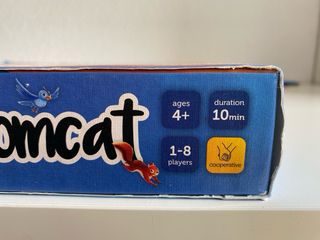 omcat
ages
4+
duration
10min
1-8
players
cooperative